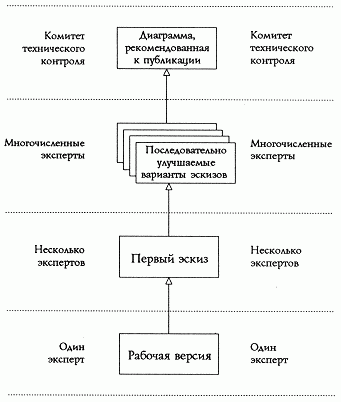 Комитет
технического
контроля
Диаграмма,
рекомендованная
к публикации
Комитет
технического
контроля
Многочисленные
эксперты
Последовательно
улучшаемые
варианты эскизов
Многочисленные
эксперты
Несколько
экспертов
Первый эскиз
Несколько
экспертов
Один
эксперт
Рабочая версия
Один
эксперт